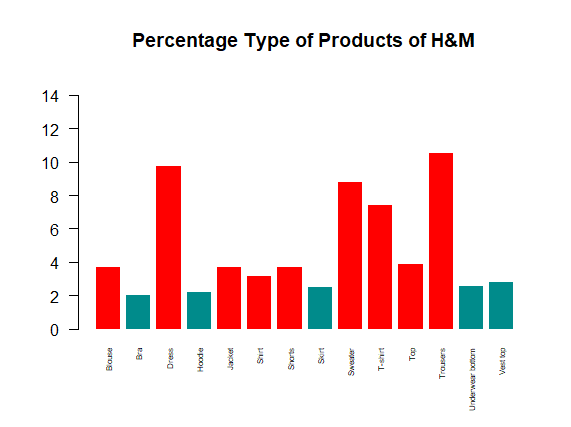 Percentage Type of Products of H&M
14
12
10
8
6
4
2
0
Blouse
Bra
Dress
Hoodie
Jacket
Shirt
Shorts
Skirt
Sweater
T-shirt
Top
Trousers
Underwear bottom
Vest top